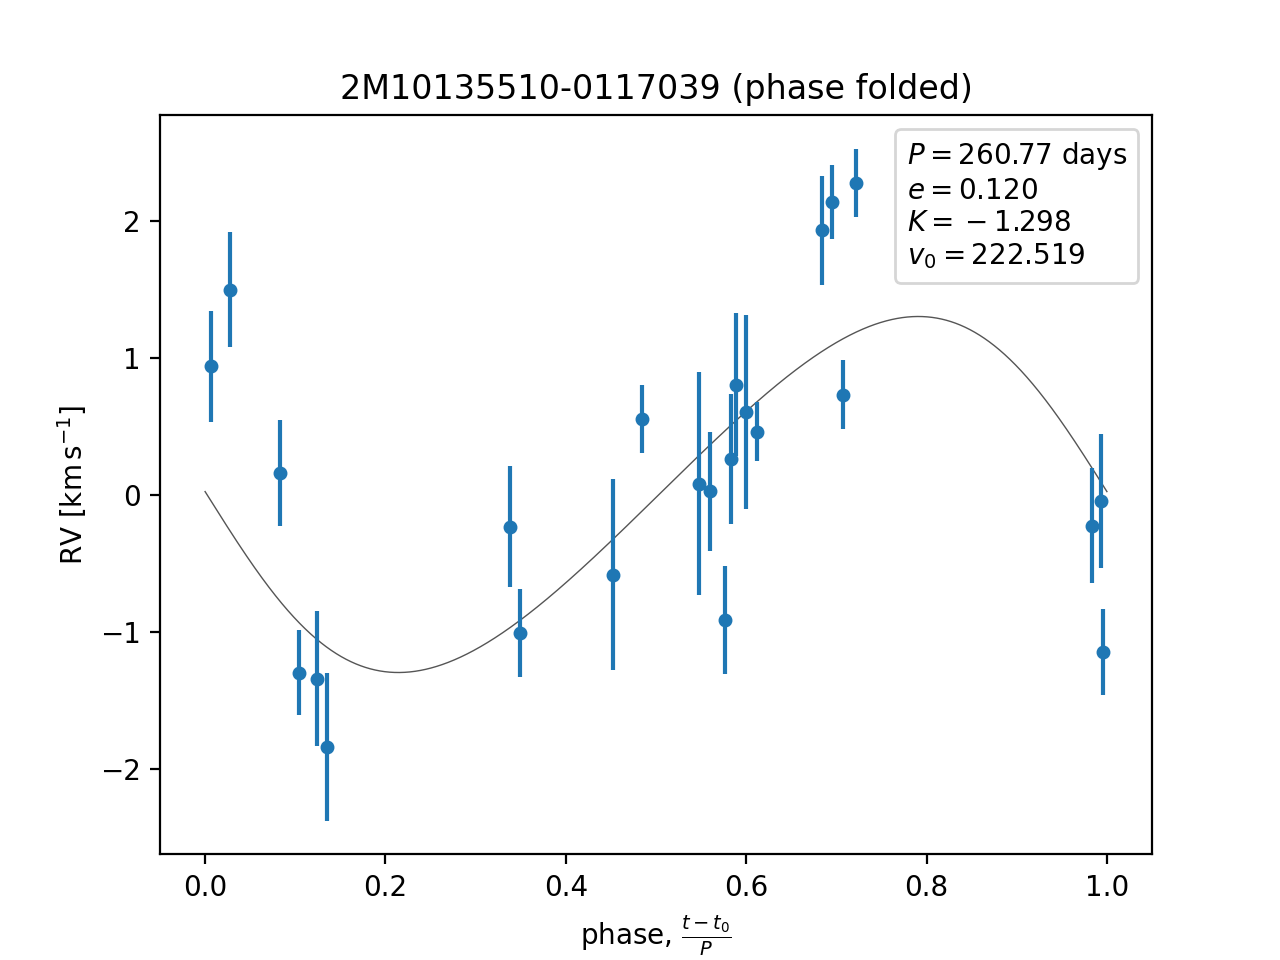 2M10135510-0117039 (phase folded)
P = 260.77 days
e = 0.120
K = −1.298
v₀ = 222.519
RV [km s⁻¹]
2
1
0
−1
−2
0.0 0.2 0.4 0.6 0.8 1.0
phase, (t − t₀)/P